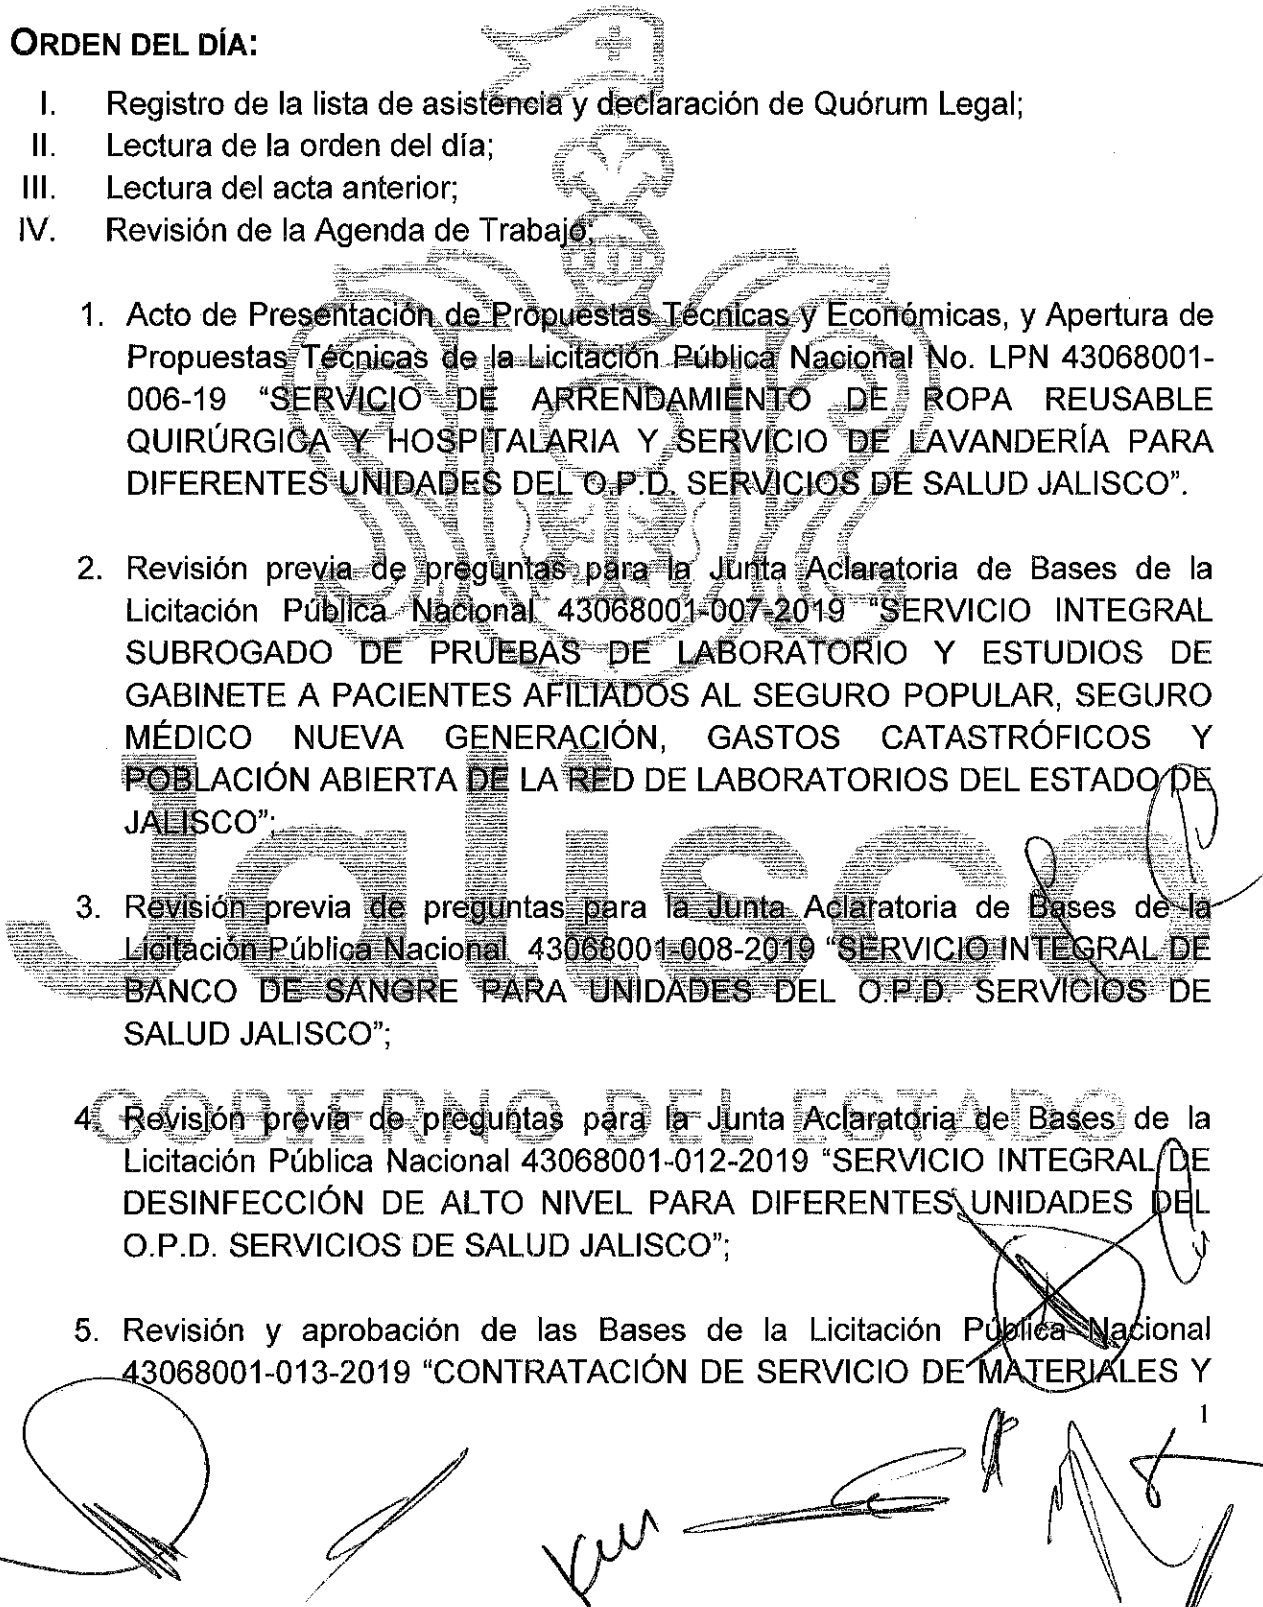 ORDEN DEL DÍA:
I. Registro de la lista de asistencia y declaración de Quórum Legal;
II. Lectura de la orden del día;
III. Lectura del acta anterior;
IV. Revisión de la Agenda de Trabajo;
1. Acto de Presentación de Propuestas Técnicas y Económicas, y Apertura de
Propuestas Técnicas de la Licitación Pública Nacional No. LPN 43068001-
006-19 “SERVICIO DE ARRENDAMIENTO DE ROPA REUSABLE
QUIRÚRGICA Y HOSPITALARIA Y SERVICIO DE LAVANDERÍA PARA
DIFERENTES UNIDADES DEL O.P.D. SERVICIOS DE SALUD JALISCO”.
2. Revisión previa de preguntas para la Junta Aclaratoria de Bases de la
Licitación Pública Nacional 43068001-007-2019 “SERVICIO INTEGRAL
SUBROGADO DE PRUEBAS DE LABORATORIO Y ESTUDIOS DE
GABINETE A PACIENTES AFILIADOS AL SEGURO POPULAR, SEGURO
MÉDICO NUEVA GENERACIÓN, GASTOS CATASTRÓFICOS Y
POBLACIÓN ABIERTA DE LA RED DE LABORATORIOS DEL ESTADO DE
JALISCO”;
Jalisco
3. Revisión previa de preguntas para la Junta Aclaratoria de Bases de la
Licitación Pública Nacional 43068001-008-2019 “SERVICIO INTEGRAL DE
BANCO DE SANGRE PARA UNIDADES DEL O.P.D. SERVICIOS DE
SALUD JALISCO”;
GOBIERNO DEL ESTADO
4. Revisión previa de preguntas para la Junta Aclaratoria de Bases de la
Licitación Pública Nacional 43068001-012-2019 “SERVICIO INTEGRAL DE
DESINFECCIÓN DE ALTO NIVEL PARA DIFERENTES UNIDADES DEL
O.P.D. SERVICIOS DE SALUD JALISCO”;
5. Revisión y aprobación de las Bases de la Licitación Pública Nacional
43068001-013-2019 “CONTRATACIÓN DE SERVICIO DE MATERIALES Y
1